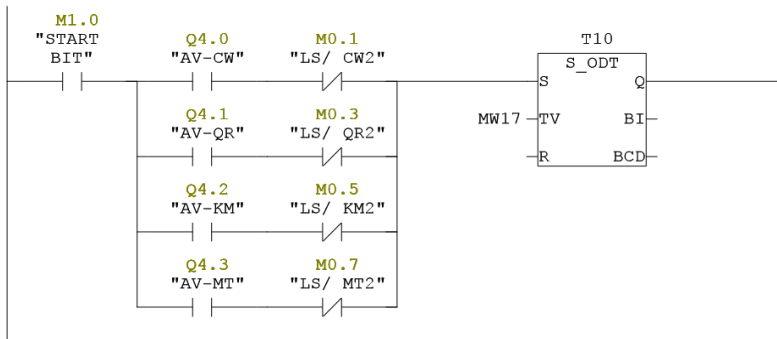 M1.0
"START
BIT"
Q4.0
"AV-CW"
M0.1
"LS/ CW2"
T10
S_ODT
S
Q
Q4.1
"AV-QR"
M0.3
"LS/ QR2"
MW17
TV
BI
R
BCD
Q4.2
"AV-KM"
M0.5
"LS/ KM2"
Q4.3
"AV-MT"
M0.7
"LS/ MT2"